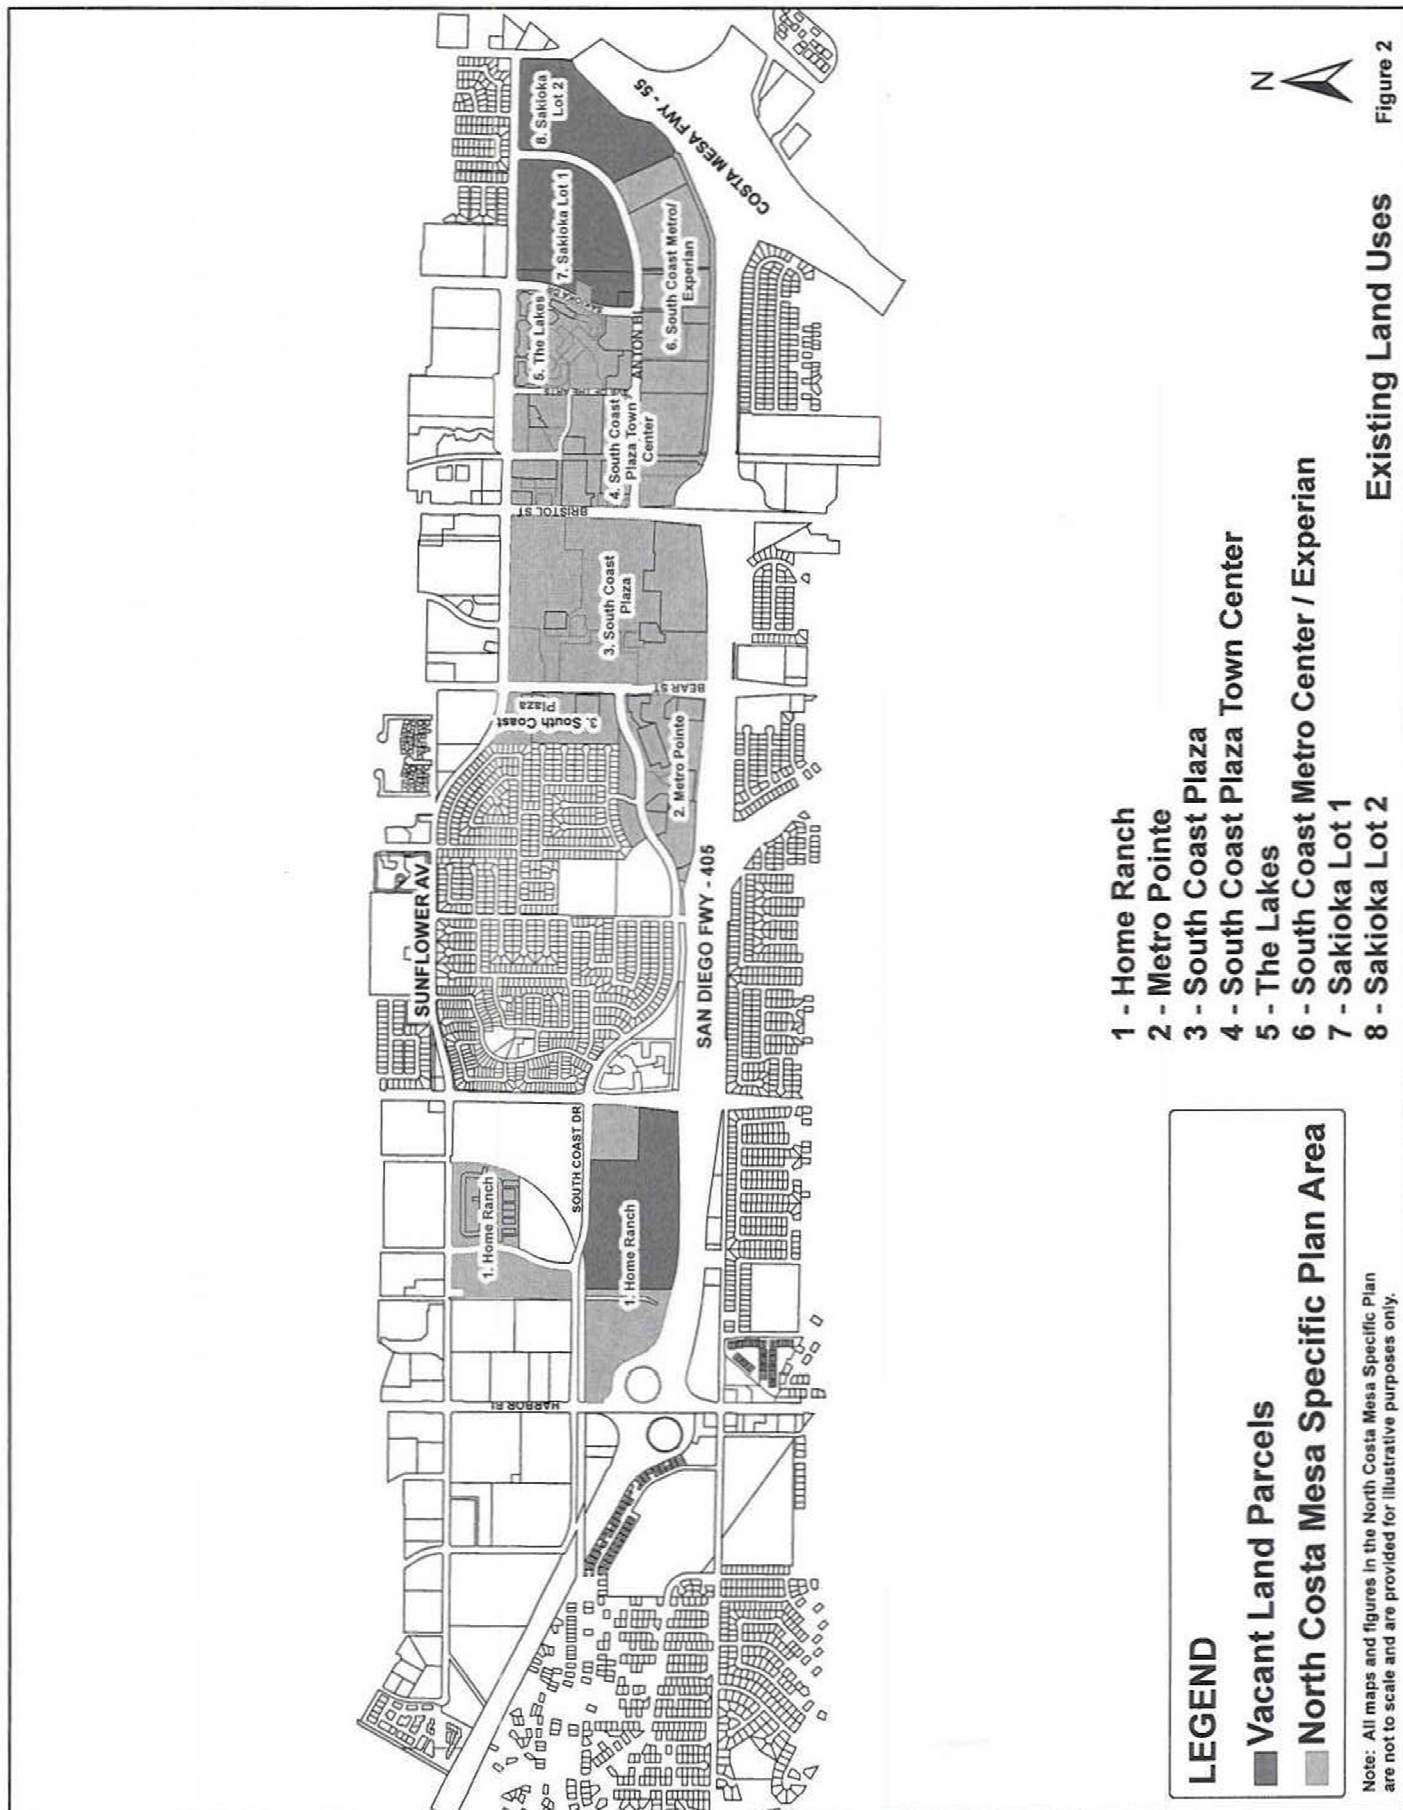 SUNFLOWER AV
HARBOR BL
1. Home Ranch
SOUTH COAST DR
1. Home Ranch
SAN DIEGO FWY - 405
3. South Coast
Plaza
2. Metro Pointe
BEAR ST
3. South Coast
Plaza
BRISTOL ST
4. South Coast
Plaza Town
Center
AVE OF THE ARTS
5. The Lakes
SAKIOKA DR
ANTON BL
6. South Coast Metro/
Experian
7. Sakioka Lot 1
8. Sakioka
Lot 2
COSTA MESA FWY - 55
N
LEGEND
Vacant Land Parcels
North Costa Mesa Specific Plan Area
1 - Home Ranch
2 - Metro Pointe
3 - South Coast Plaza
4 - South Coast Plaza Town Center
5 - The Lakes
6 - South Coast Metro Center / Experian
7 - Sakioka Lot 1
8 - Sakioka Lot 2
Note: All maps and figures in the North Costa Mesa Specific Plan
are not to scale and are provided for illustrative purposes only.
Existing Land Uses
Figure 2